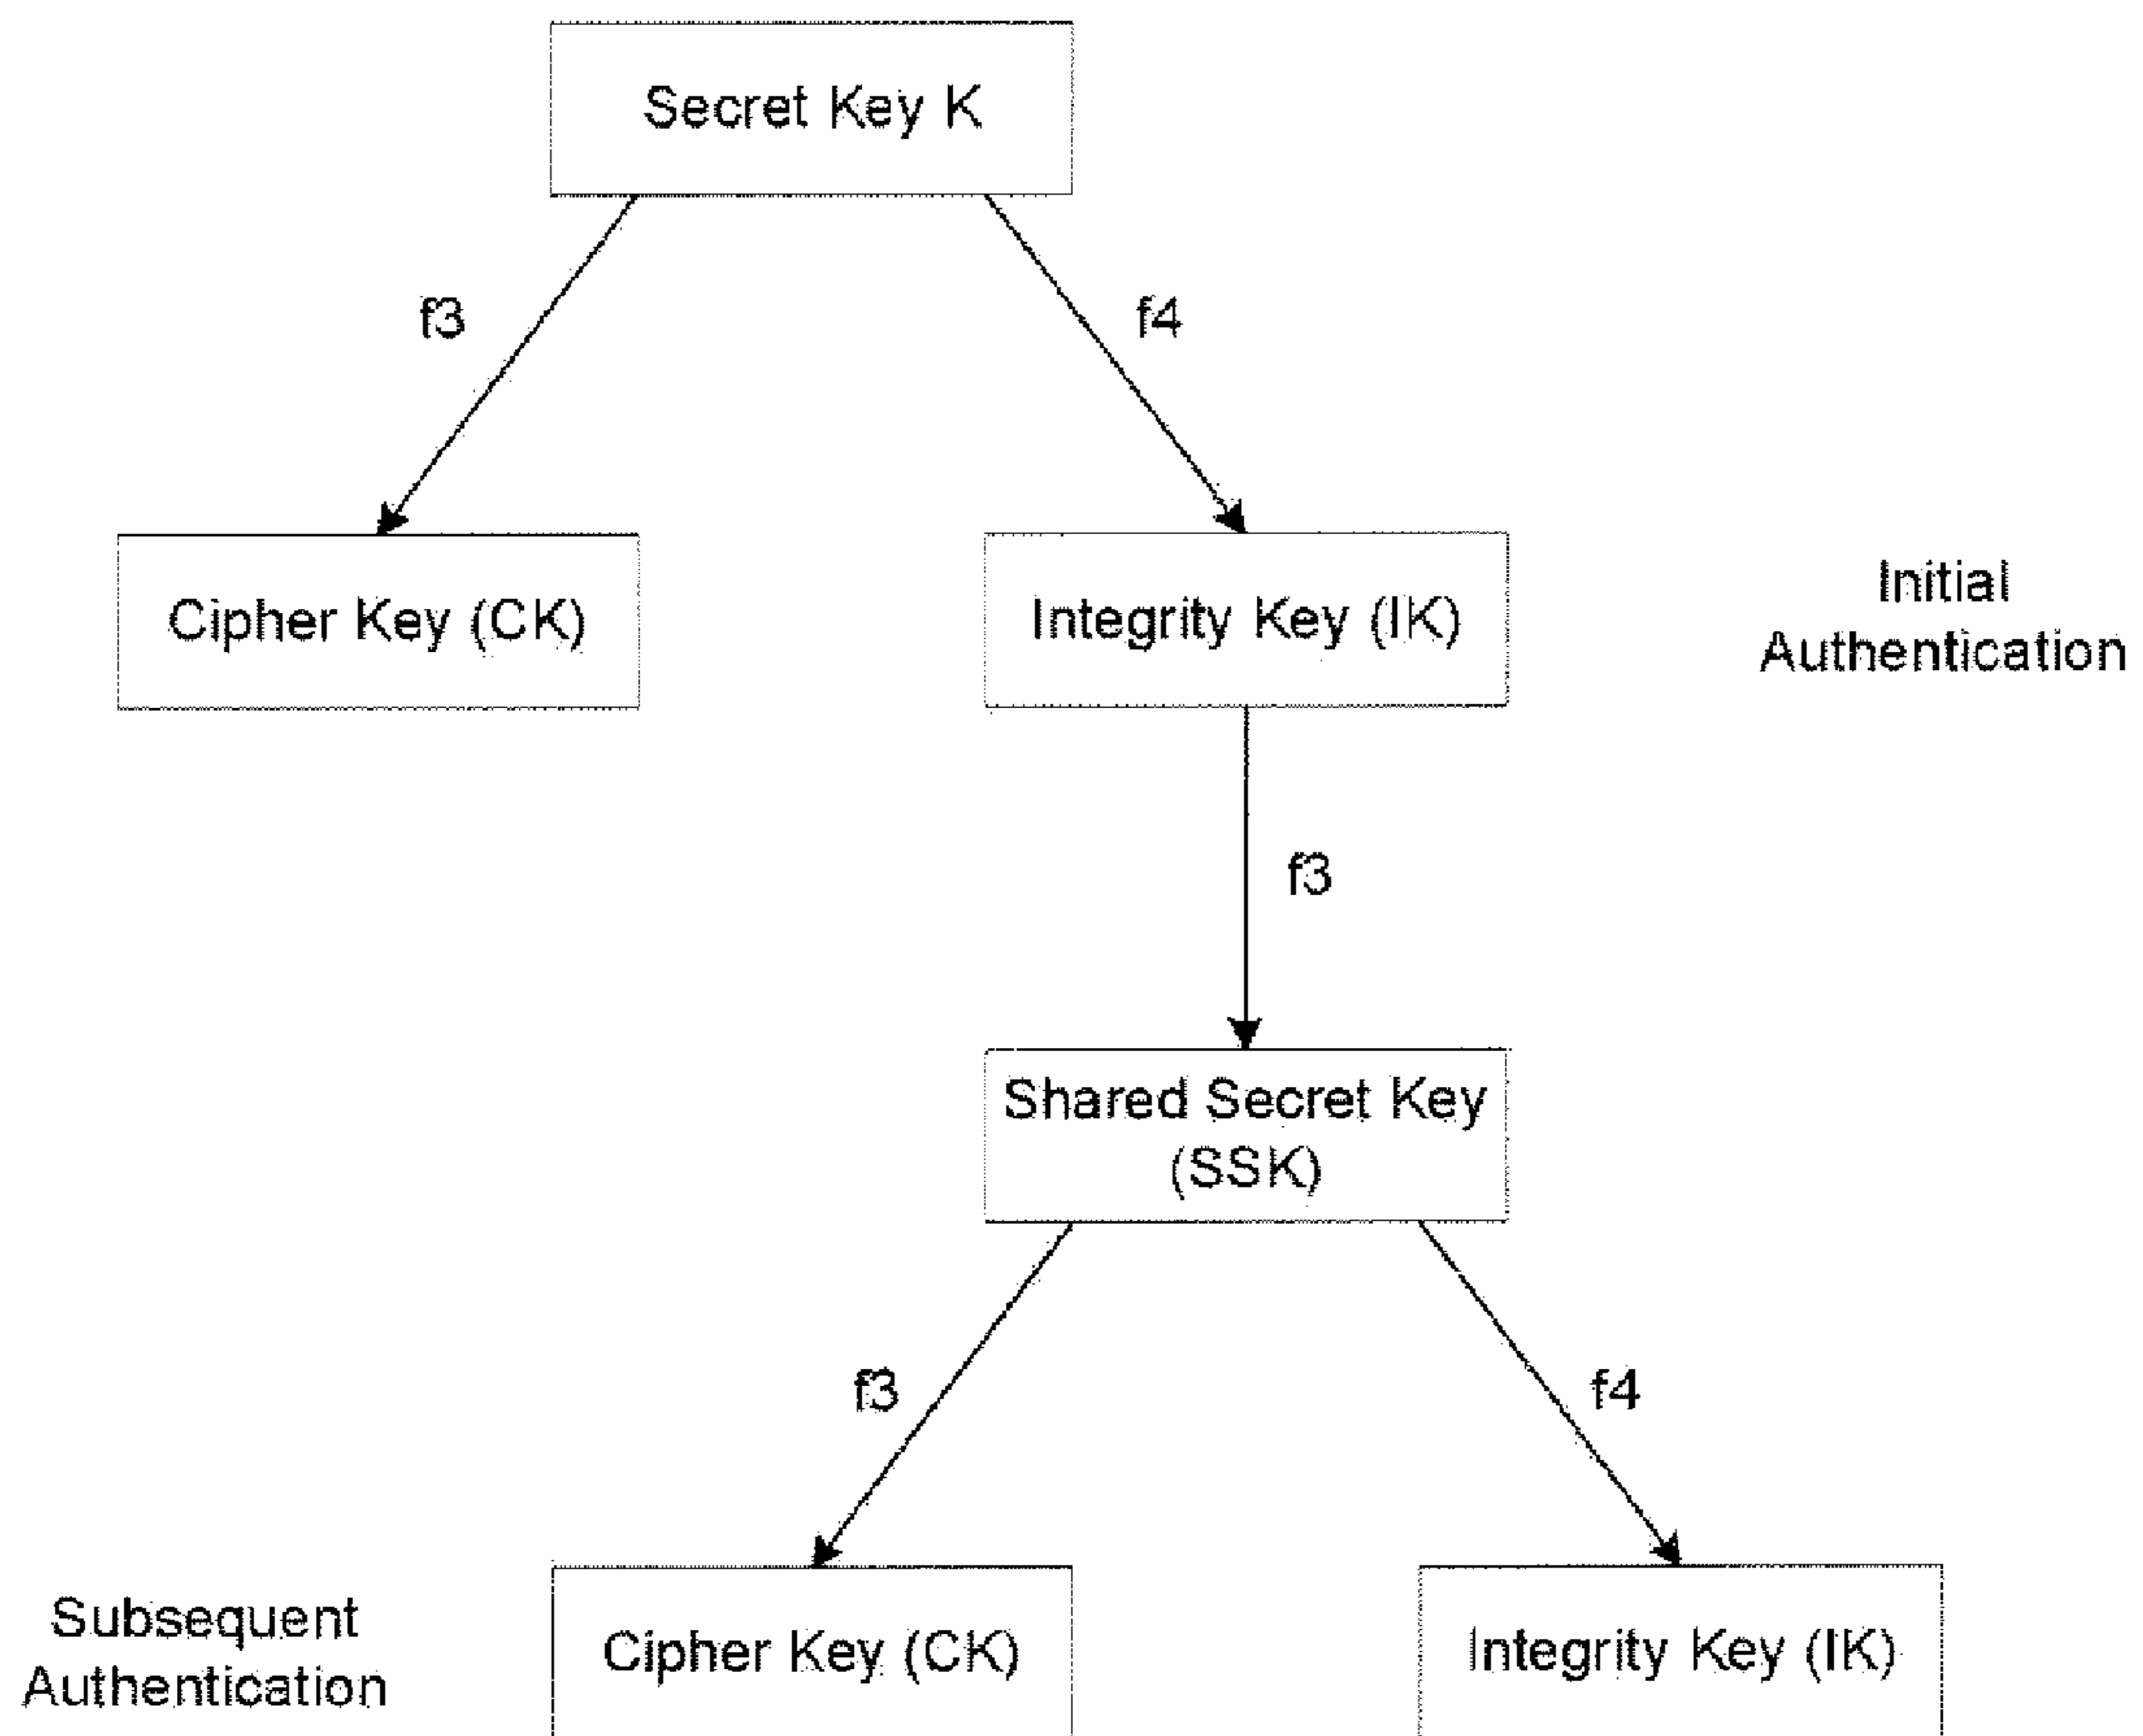 Secret Key K
f3
f4
Cipher Key (CK)
Integrity Key (IK)
Initial
Authentication
f3
Shared Secret Key
(SSK)
f3
f4
Subsequent
Authentication
Cipher Key (CK)
Integrity Key (IK)